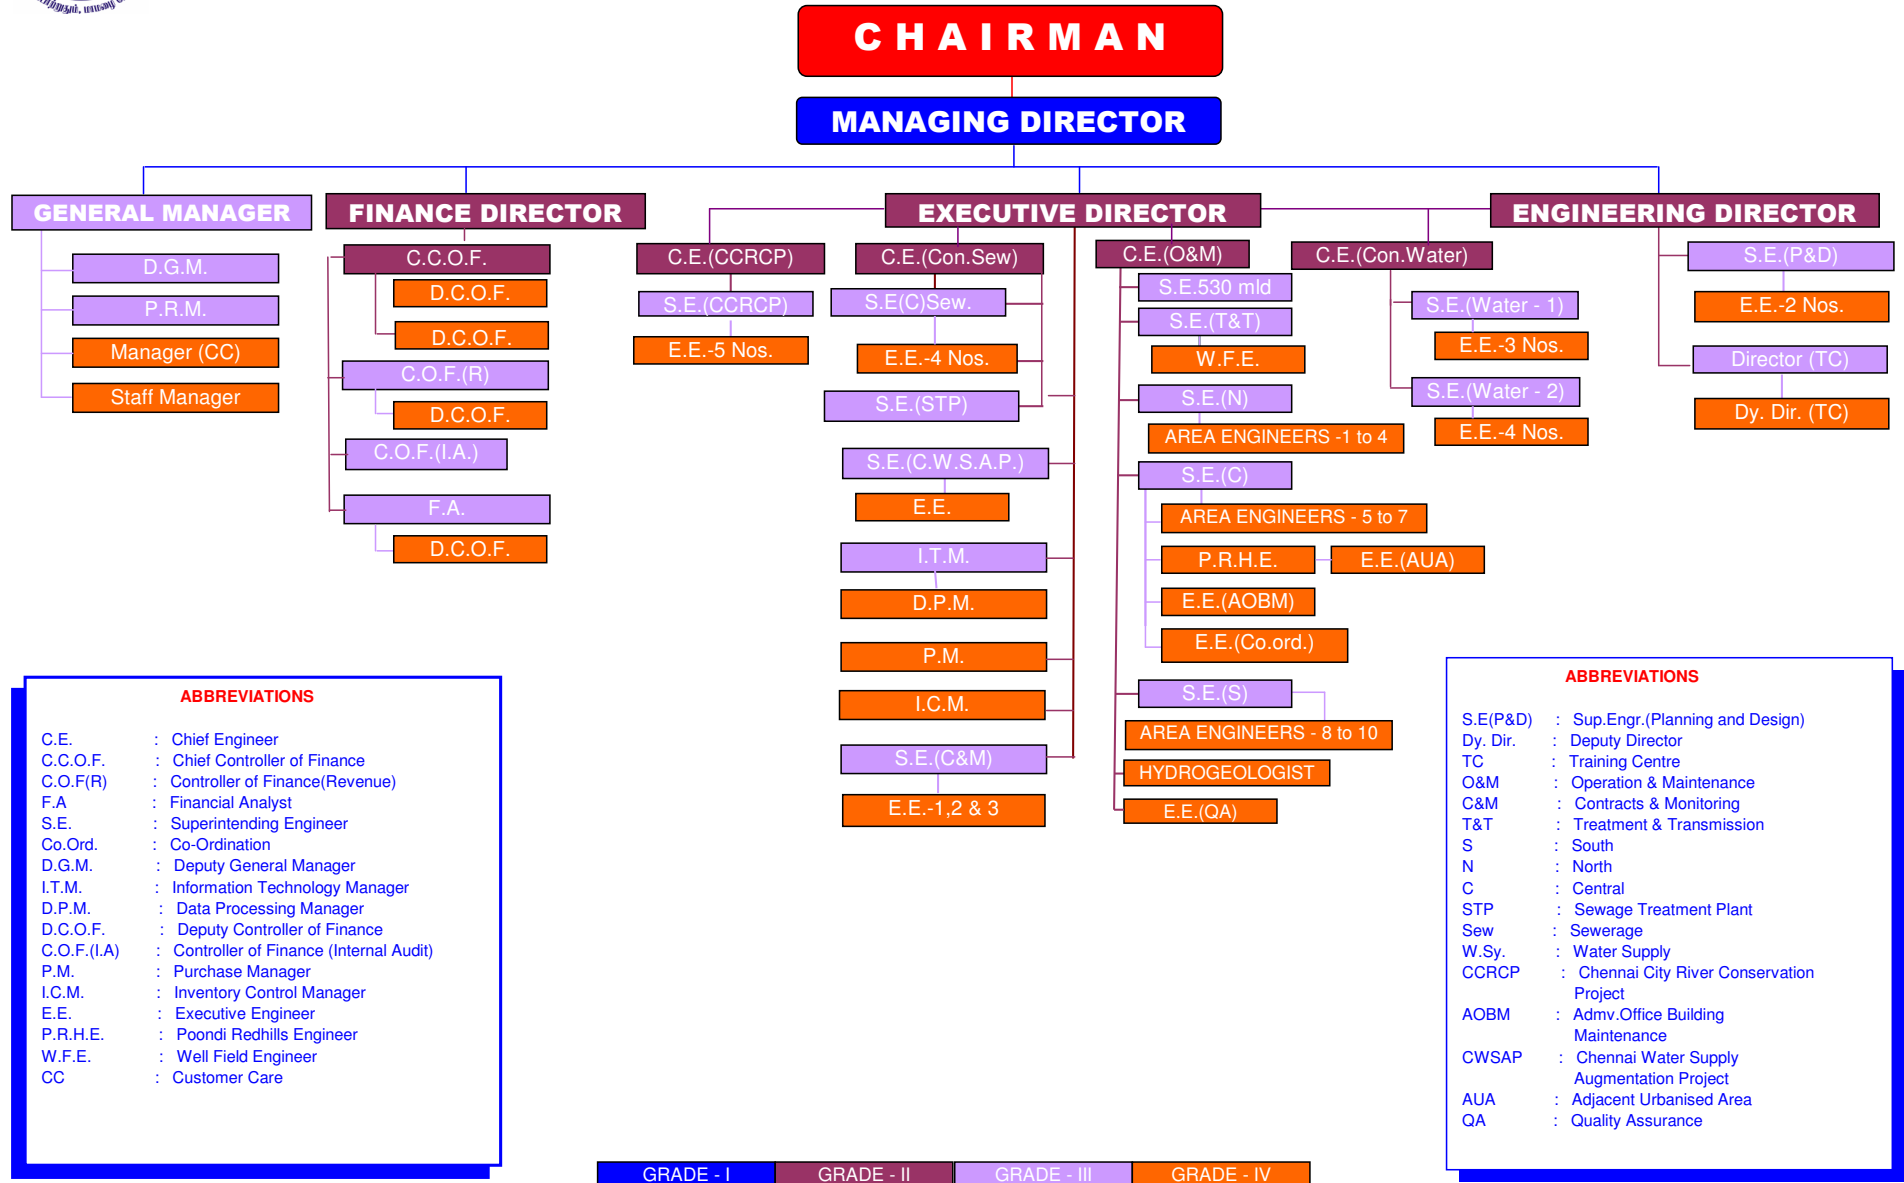 CHAIRMAN
MANAGING DIRECTOR
GENERAL MANAGER
D.G.M.
P.R.M.
Manager (CC)
Staff Manager
FINANCE DIRECTOR
C.C.O.F.
D.C.O.F.
D.C.O.F.
C.O.F.(R)
D.C.O.F.
C.O.F.(I.A.)
F.A.
D.C.O.F.
EXECUTIVE DIRECTOR
C.E.(CCRCP)
S.E.(CCRCP)
E.E.-5 Nos.
C.E.(Con.Sew)
S.E(C)Sew.
E.E.-4 Nos.
S.E.(STP)
S.E.(C.W.S.A.P.)
E.E.
I.T.M.
D.P.M.
P.M.
I.C.M.
S.E.(C&M)
E.E.-1,2 & 3
C.E.(O&M)
S.E.530 mld
S.E.(T&T)
W.F.E.
S.E.(N)
AREA ENGINEERS -1 to 4
S.E.(C)
AREA ENGINEERS - 5 to 7
P.R.H.E.
E.E.(AUA)
E.E.(AOBM)
E.E.(Co.ord.)
S.E.(S)
AREA ENGINEERS - 8 to 10
HYDROGEOLOGIST
E.E.(QA)
C.E.(Con.Water)
S.E.(Water - 1)
E.E.-3 Nos.
S.E.(Water - 2)
E.E.-4 Nos.
ENGINEERING DIRECTOR
S.E.(P&D)
E.E.-2 Nos.
Director (TC)
Dy. Dir. (TC)
ABBREVIATIONS
C.E. : Chief Engineer
C.C.O.F. : Chief Controller of Finance
C.O.F(R) : Controller of Finance(Revenue)
F.A : Financial Analyst
S.E. : Superintending Engineer
Co.Ord. : Co-Ordination
D.G.M. : Deputy General Manager
I.T.M. : Information Technology Manager
D.P.M. : Data Processing Manager
D.C.O.F. : Deputy Controller of Finance
C.O.F.(I.A) : Controller of Finance (Internal Audit)
P.M. : Purchase Manager
I.C.M. : Inventory Control Manager
E.E. : Executive Engineer
P.R.H.E. : Poondi Redhills Engineer
W.F.E. : Well Field Engineer
CC : Customer Care
ABBREVIATIONS
S.E(P&D) : Sup.Engr.(Planning and Design)
Dy. Dir. : Deputy Director
TC : Training Centre
O&M : Operation & Maintenance
C&M : Contracts & Monitoring
T&T : Treatment & Transmission
S : South
N : North
C : Central
STP : Sewage Treatment Plant
Sew : Sewerage
W.Sy. : Water Supply
CCRCP : Chennai City River Conservation
Project
AOBM : Admv.Office Building
Maintenance
CWSAP : Chennai Water Supply
Augmentation Project
AUA : Adjacent Urbanised Area
QA : Quality Assurance
GRADE - I
GRADE - II
GRADE - III
GRADE - IV